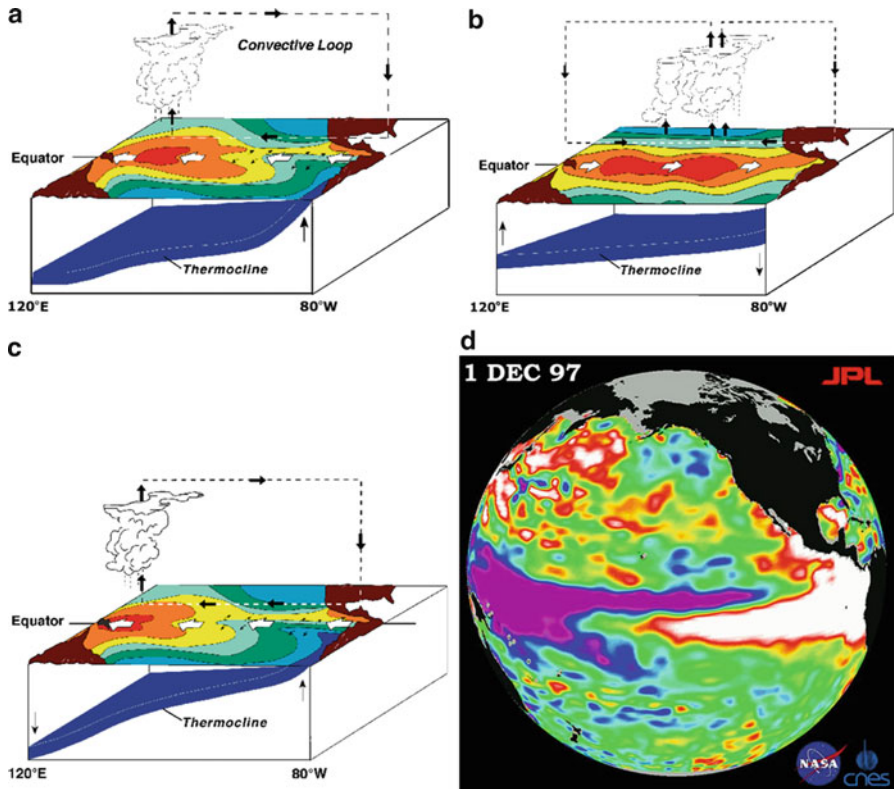 a
Convective Loop
Equator
Thermocline
120°E 80°W
b
Equator
Thermocline
120°E 80°W
c
Equator
Thermocline
120°E 80°W
d
1 DEC 97 JPL
NASA cnes